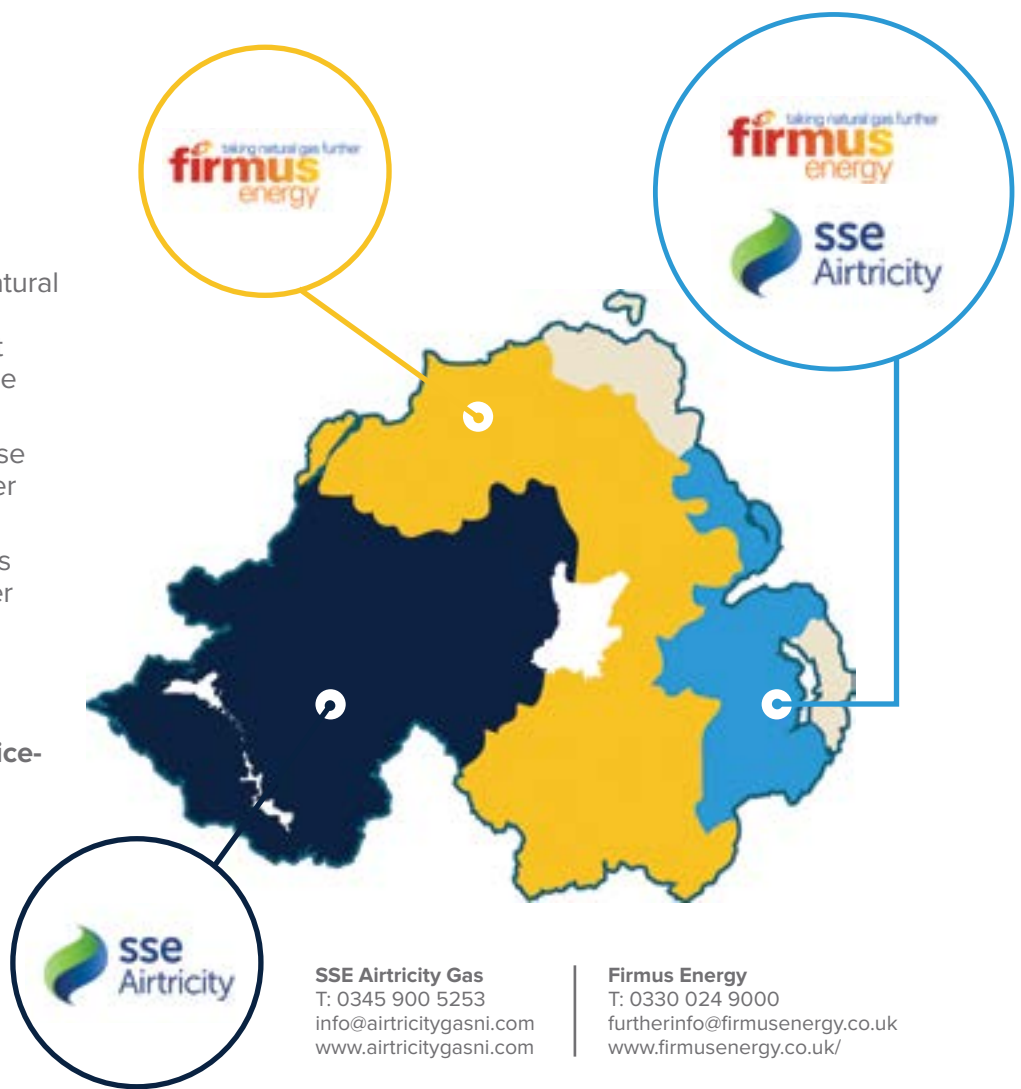 taking natural gas further
firmus
energy
taking natural gas further
firmus
energy
sse
Airtricity
atural
t
e
se
er
s
er
ice-
sse
Airtricity
SSE Airtricity Gas
T: 0345 900 5253
info@airtricitygasni.com
www.airtricitygasni.com
Firmus Energy
T: 0330 024 9000
furtherinfo@firmusenergy.co.uk
www.firmusenergy.co.uk/